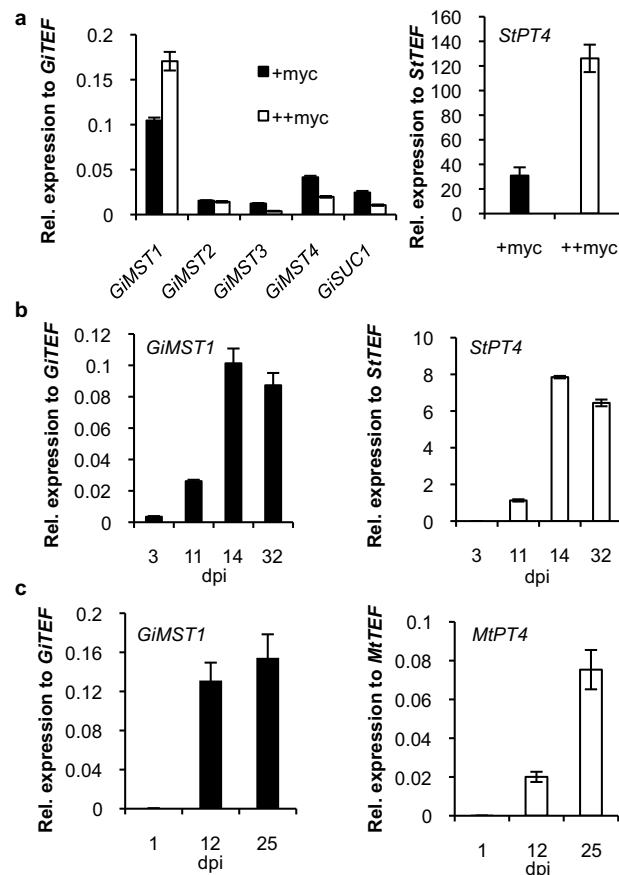 a
Rel. expression to GiTEF
0.2
0.15
0.1
0.05
0
+myc
++myc
GiMST1
GiMST2
GiMST3
GiMST4
GiSUC1
Rel. expression to StTEF
160
140
120
100
80
60
40
20
0
StPT4
+myc
++myc
b
Rel. expression to GiTEF
0.12
0.1
0.08
0.06
0.04
0.02
0
GiMST1
3 11 14 32
dpi
Rel. expression to StTEF
10
8
6
4
2
0
StPT4
3 11 14 32
dpi
c
Rel. expression to GiTEF
0.2
0.16
0.12
0.08
0.04
0
GiMST1
1 12 25
dpi
Rel. expression to MtTEF
0.1
0.08
0.06
0.04
0.02
0
MtPT4
1 12 25
dpi